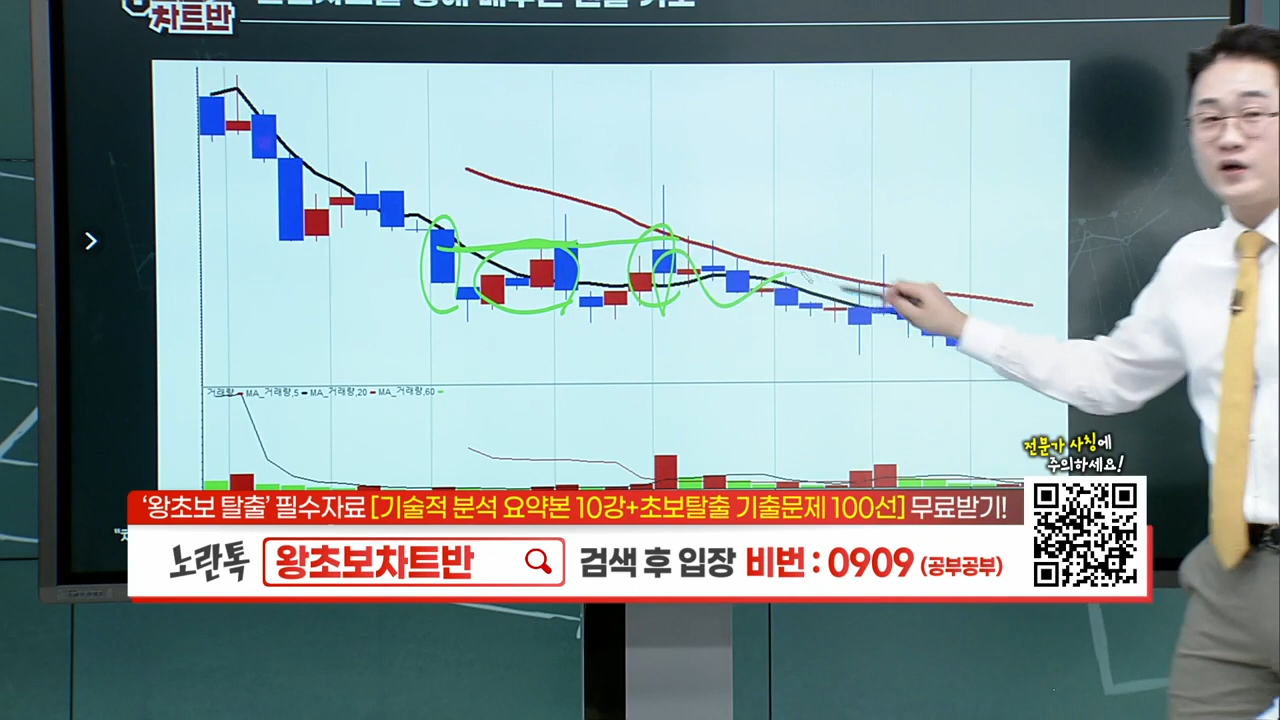 차트반
거래량 MA_거래량,5 MA_거래량,20 MA_거래량,60
전문가 사칭에
주의하세요!
‘왕초보 탈출’ 필수자료 [기술적 분석 요약본 10강+초보탈출 기출문제 100선] 무료받기!
노란톡 왕초보차트반 검색 후 입장 비번 : 0909 (공부공부)